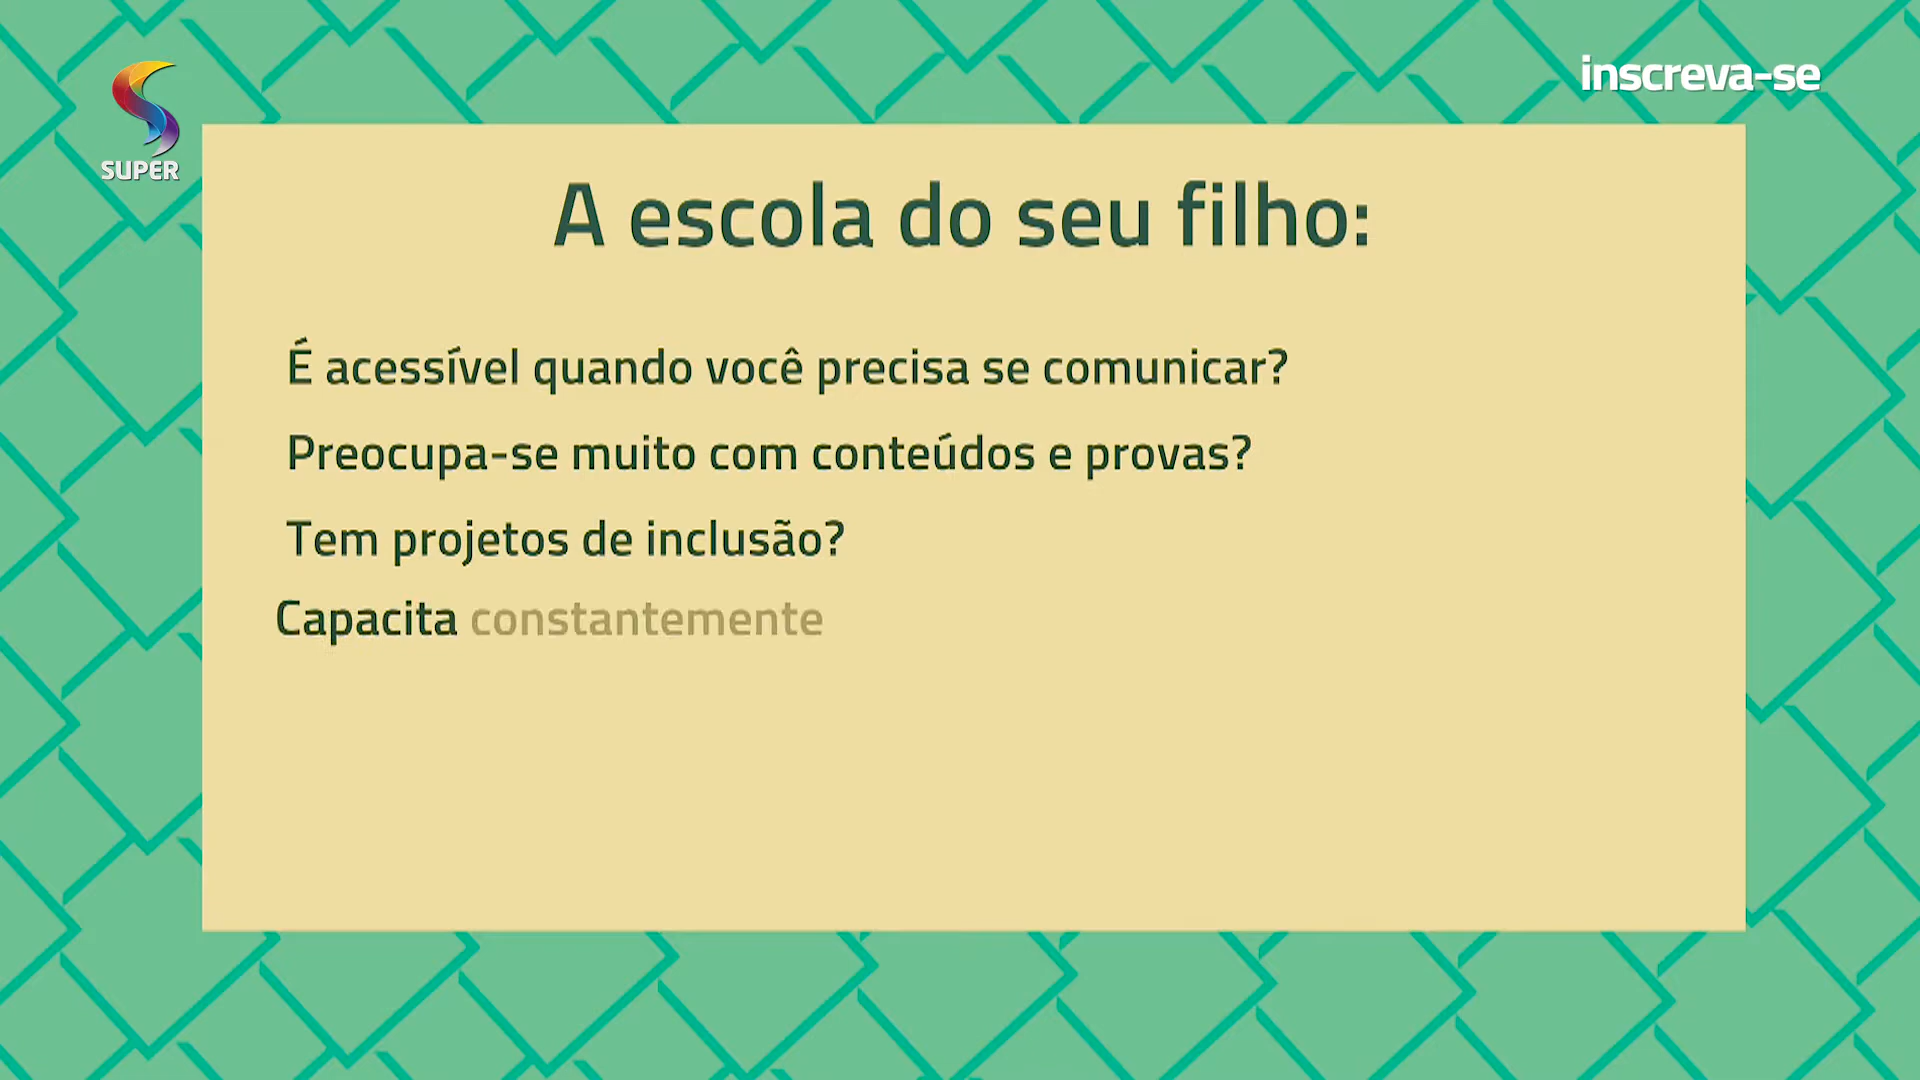 SUPER
inscreva-se
A escola do seu filho:
É acessível quando você precisa se comunicar?
Preocupa-se muito com conteúdos e provas?
Tem projetos de inclusão?
Capacita constantemente